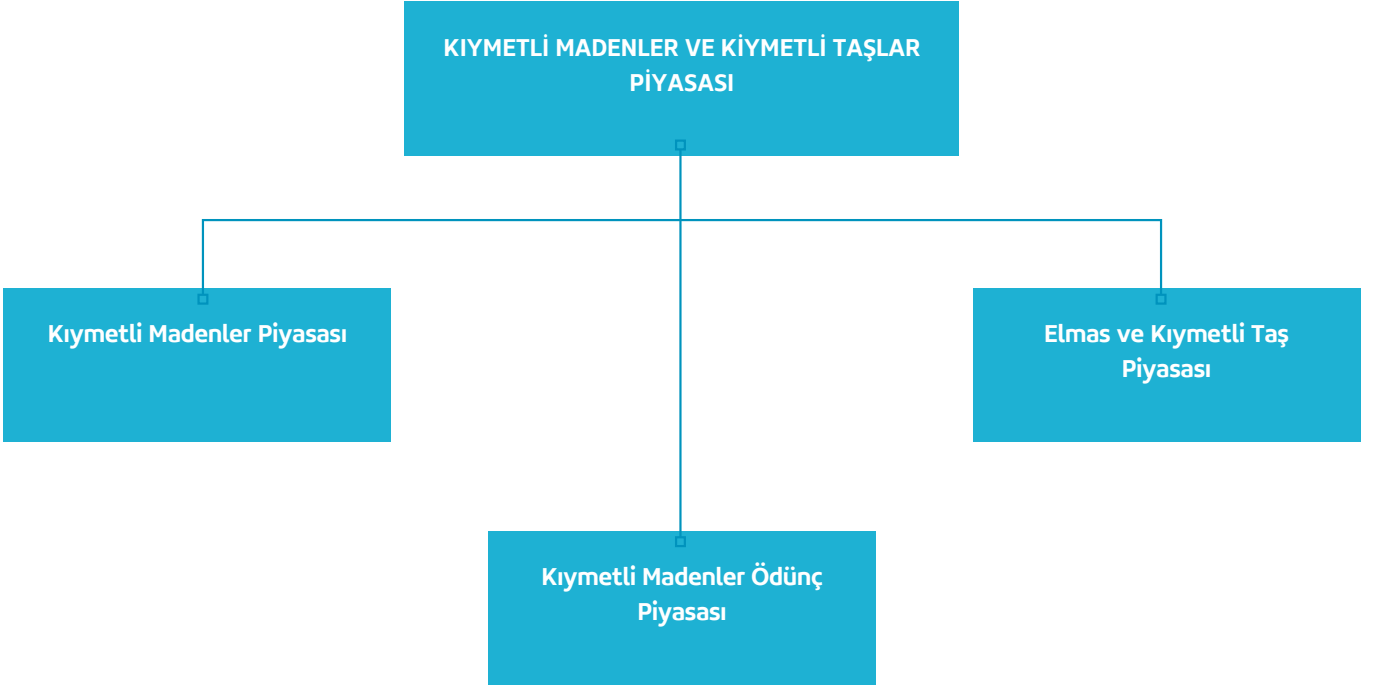 KIYMETLİ MADENLER VE KİYMETLİ TAŞLAR
PİYASASI
Kıymetli Madenler Piyasası
Elmas ve Kıymetli Taş
Piyasası
Kıymetli Madenler Ödünç
Piyasası